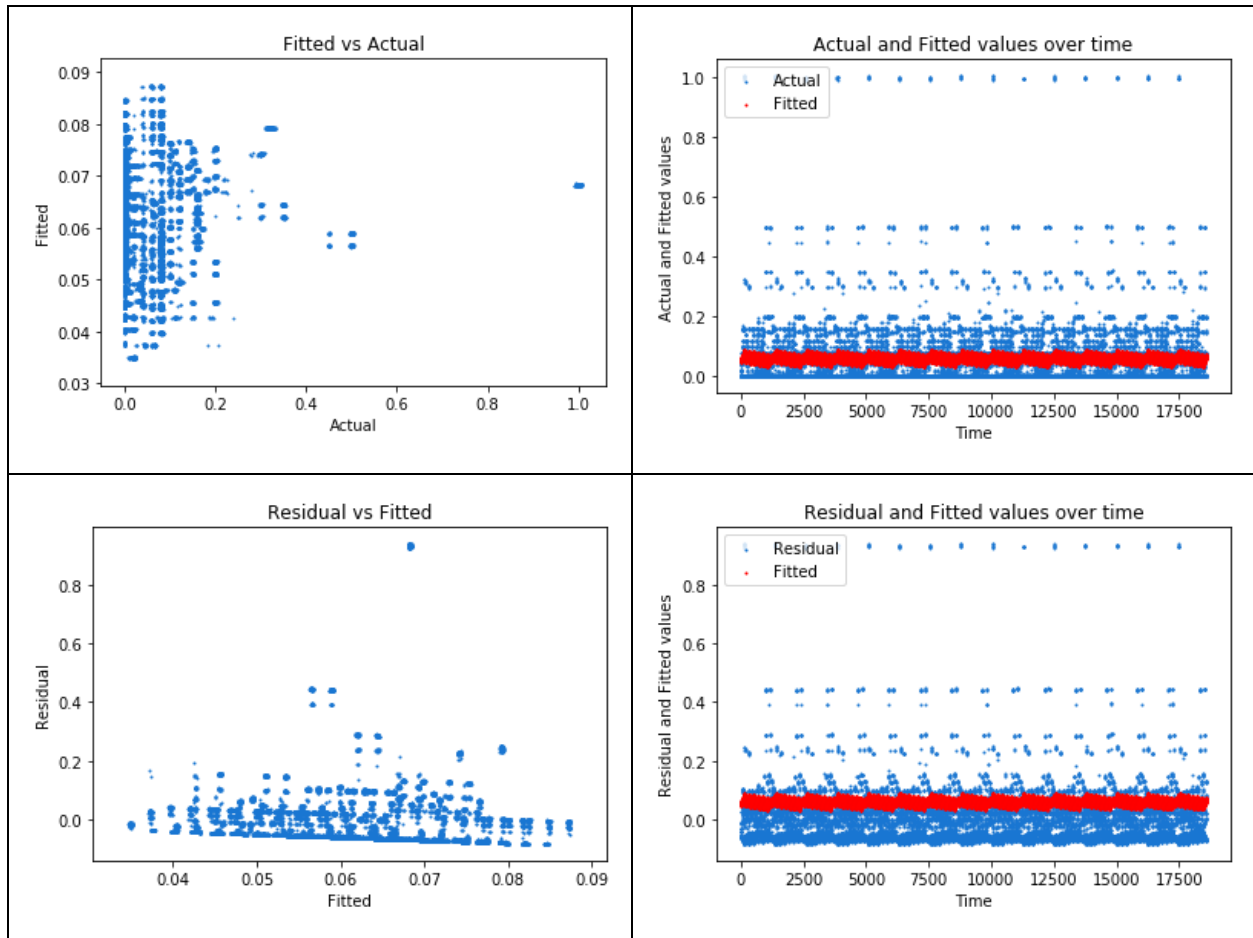 Fitted vs Actual
0.09
0.08
0.07
0.06
0.05
0.04
0.03
Fitted
0.0 0.2 0.4 0.6 0.8 1.0
Actual
Actual and Fitted values over time
Actual
Fitted
1.0
0.8
0.6
0.4
0.2
0.0
Actual and Fitted values
0 2500 5000 7500 10000 12500 15000 17500
Time
Residual vs Fitted
0.8
0.6
0.4
0.2
0.0
Residual
0.04 0.05 0.06 0.07 0.08 0.09
Fitted
Residual and Fitted values over time
Residual
Fitted
0.8
0.6
0.4
0.2
0.0
Residual and Fitted values
0 2500 5000 7500 10000 12500 15000 17500
Time